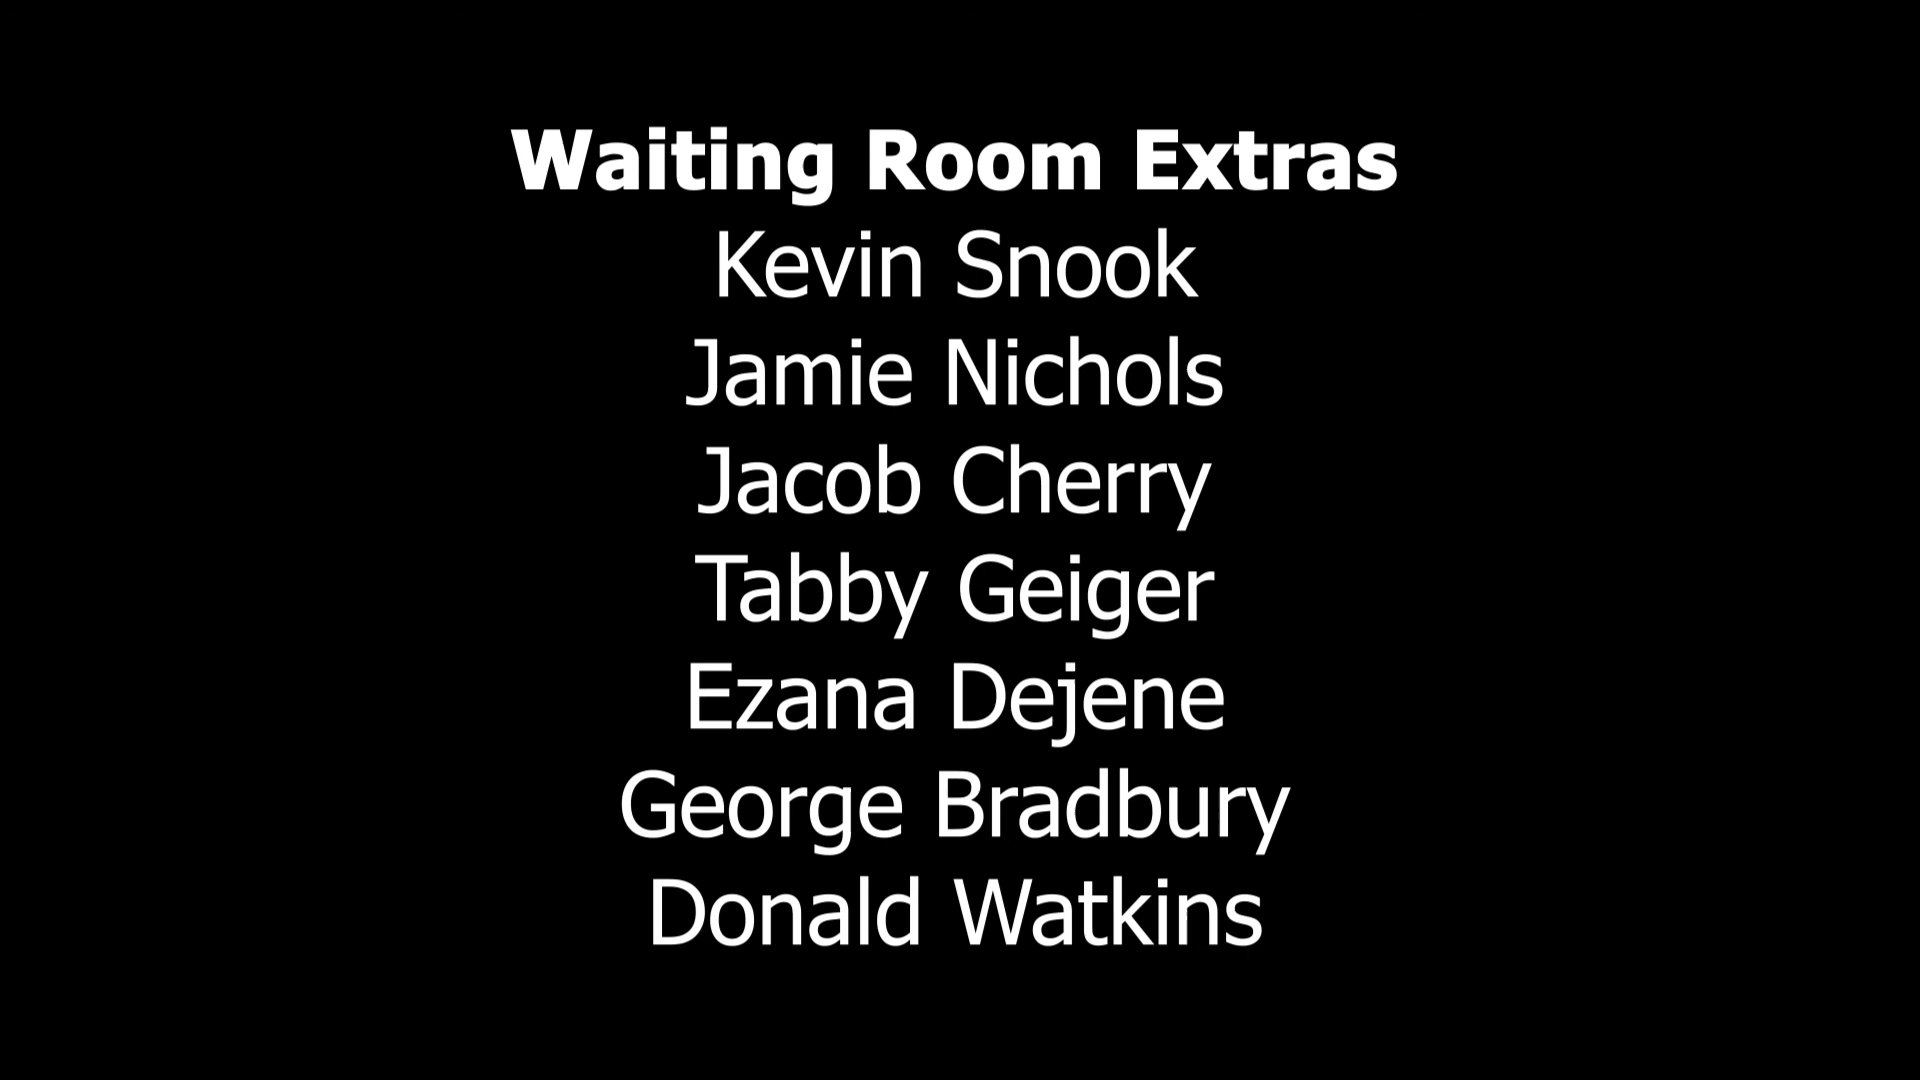 Waiting Room Extras
Kevin Snook
Jamie Nichols
Jacob Cherry
Tabby Geiger
Ezana Dejene
George Bradbury
Donald Watkins